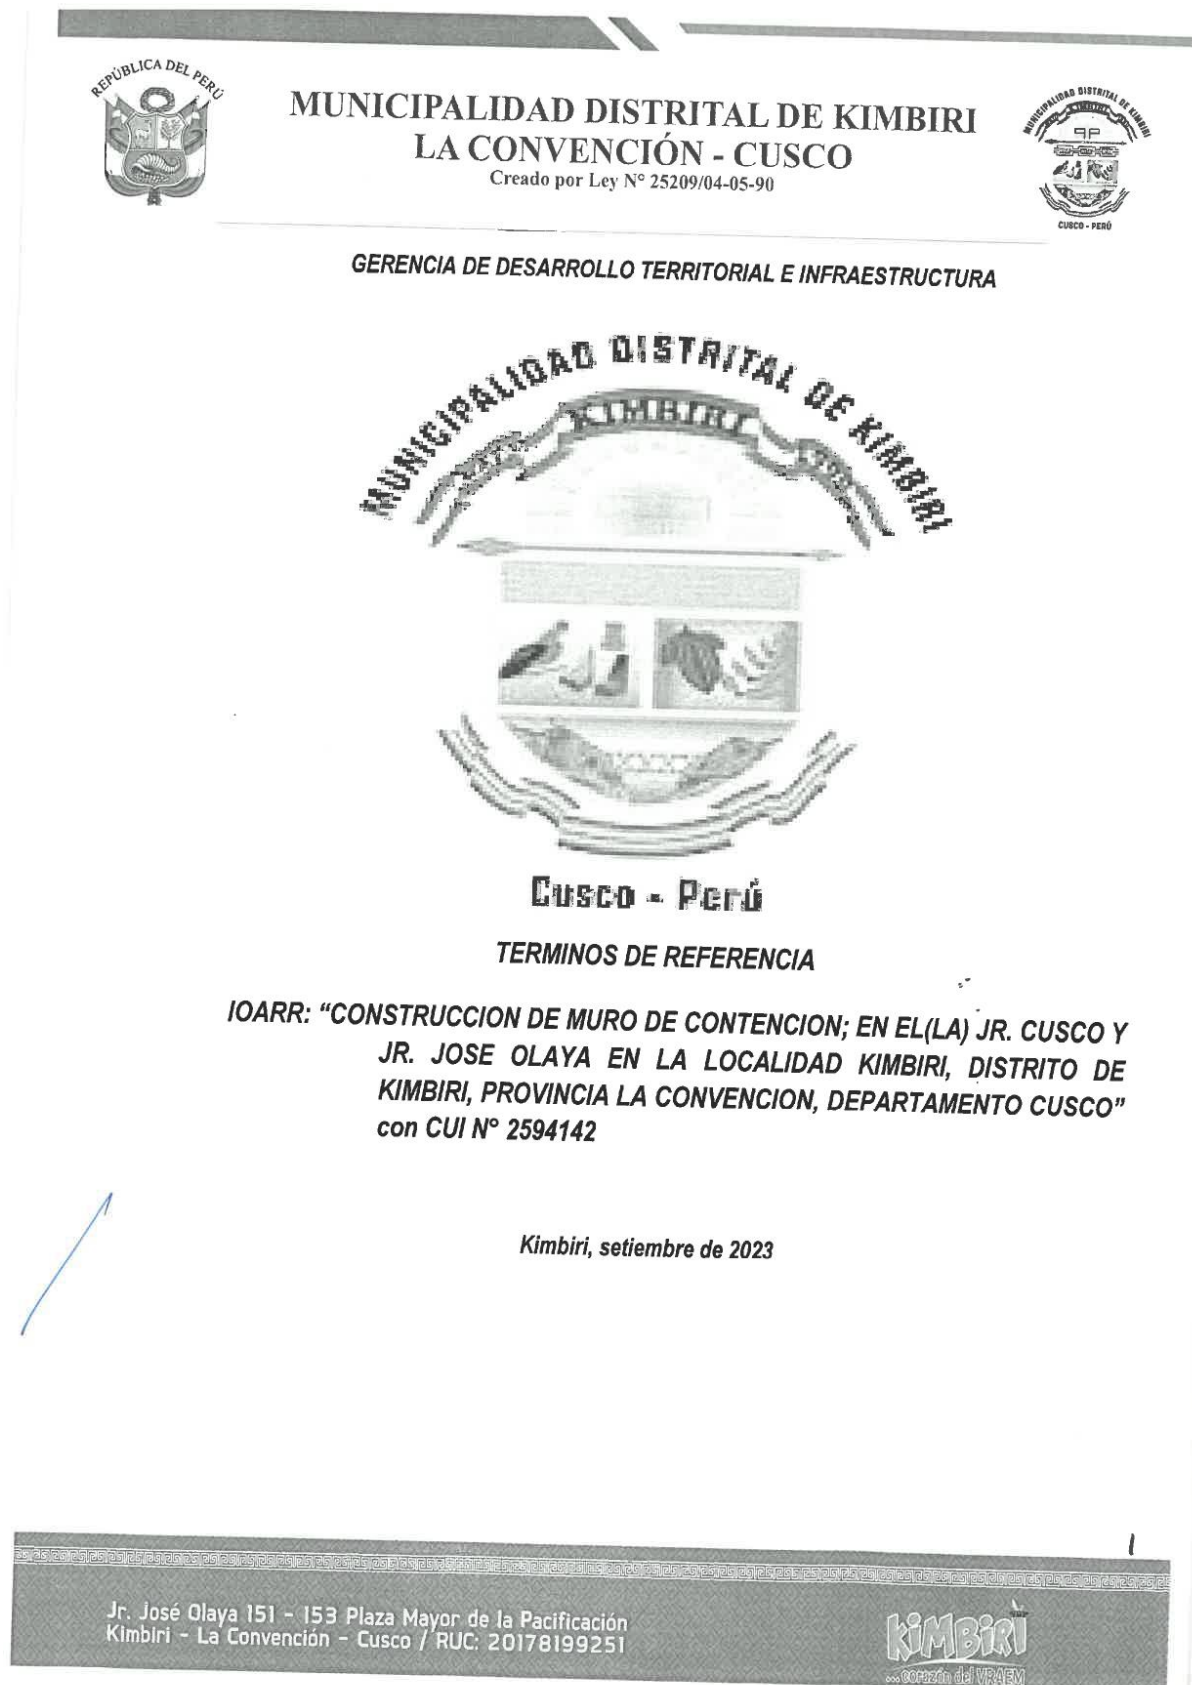 REPÚBLICA DEL PERÚ
MUNICIPALIDAD DISTRITAL DE KIMBIRI
LA CONVENCIÓN - CUSCO
Creado por Ley N° 25209/04-05-90
MUNICIPALIDAD DISTRITAL DE KIMBIRI
CUSCO - PERÚ
GERENCIA DE DESARROLLO TERRITORIAL E INFRAESTRUCTURA
MUNICIPALIDAD DISTRITAL DE KIMBIRI
KIMBIRI
Cusco - Perú
TERMINOS DE REFERENCIA
IOARR: “CONSTRUCCION DE MURO DE CONTENCION; EN EL(LA) JR. CUSCO Y
JR. JOSE OLAYA EN LA LOCALIDAD KIMBIRI, DISTRITO DE
KIMBIRI, PROVINCIA LA CONVENCION, DEPARTAMENTO CUSCO”
con CUI N° 2594142
Kimbiri, setiembre de 2023
1
Jr. José Olaya 151 - 153 Plaza Mayor de la Pacificación
Kimbiri - La Convención - Cusco / RUC: 20178199251
KiMBiRi
...corazón del VRAEM